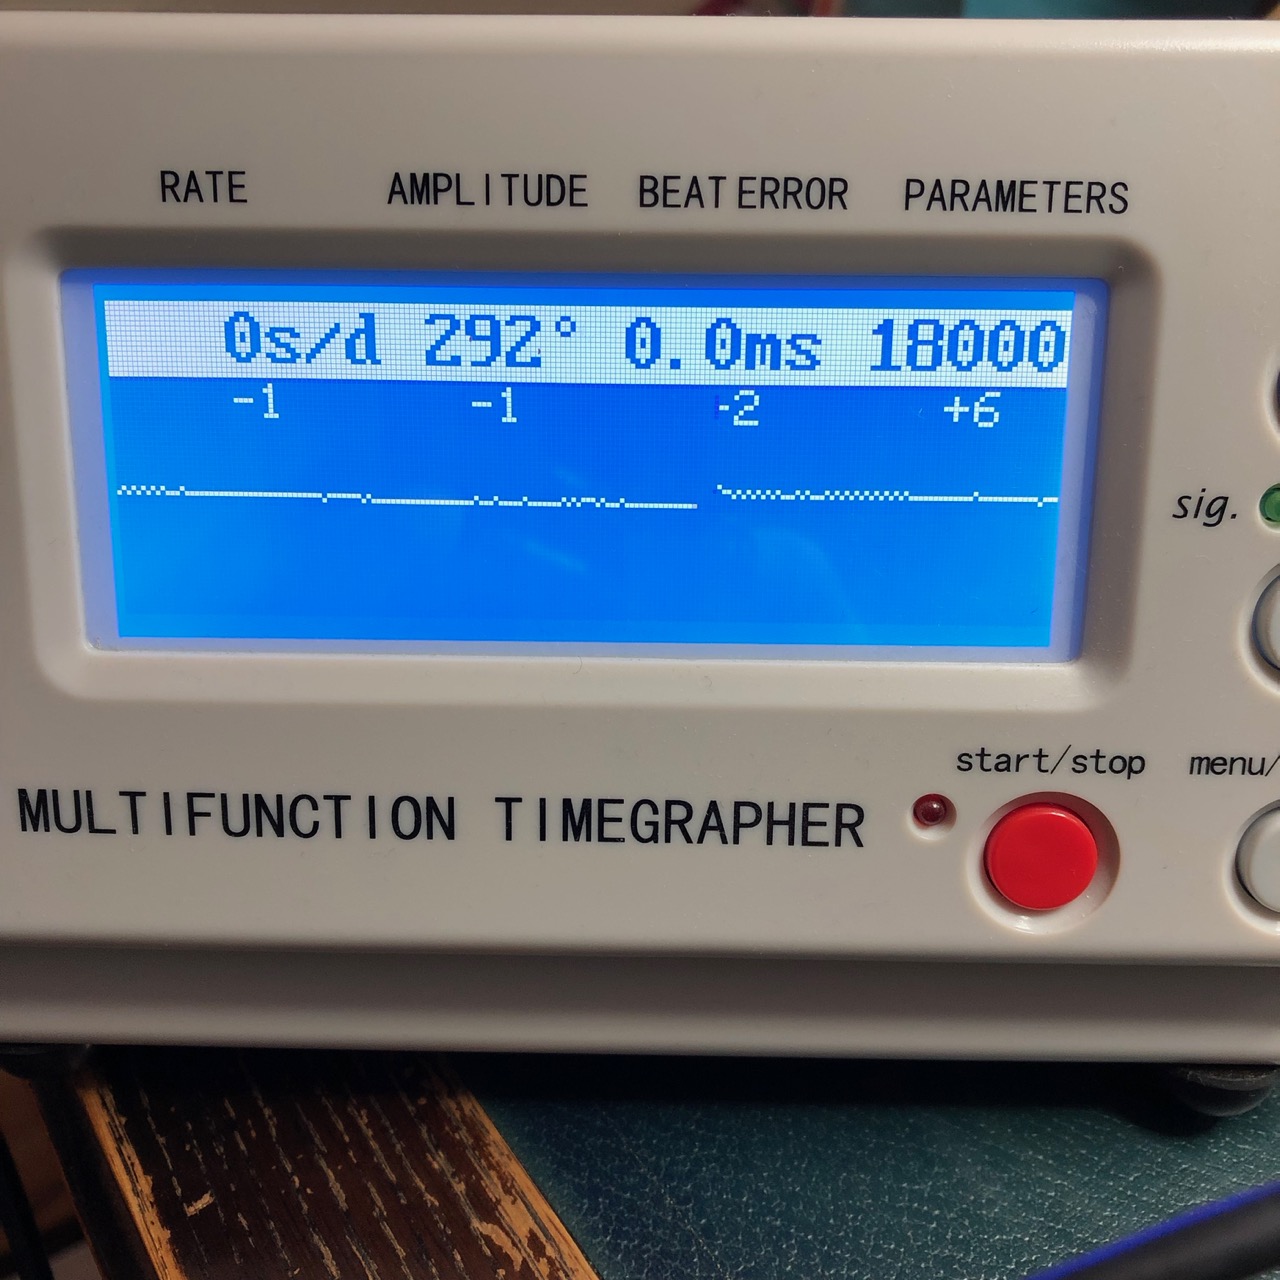 RATE AMPLITUDE BEAT ERROR PARAMETERS
0s/d 292° 0.0ms 18000
-1 -1 -2 +6
sig.
start/stop menu/
MULTIFUNCTION TIMEGRAPHER